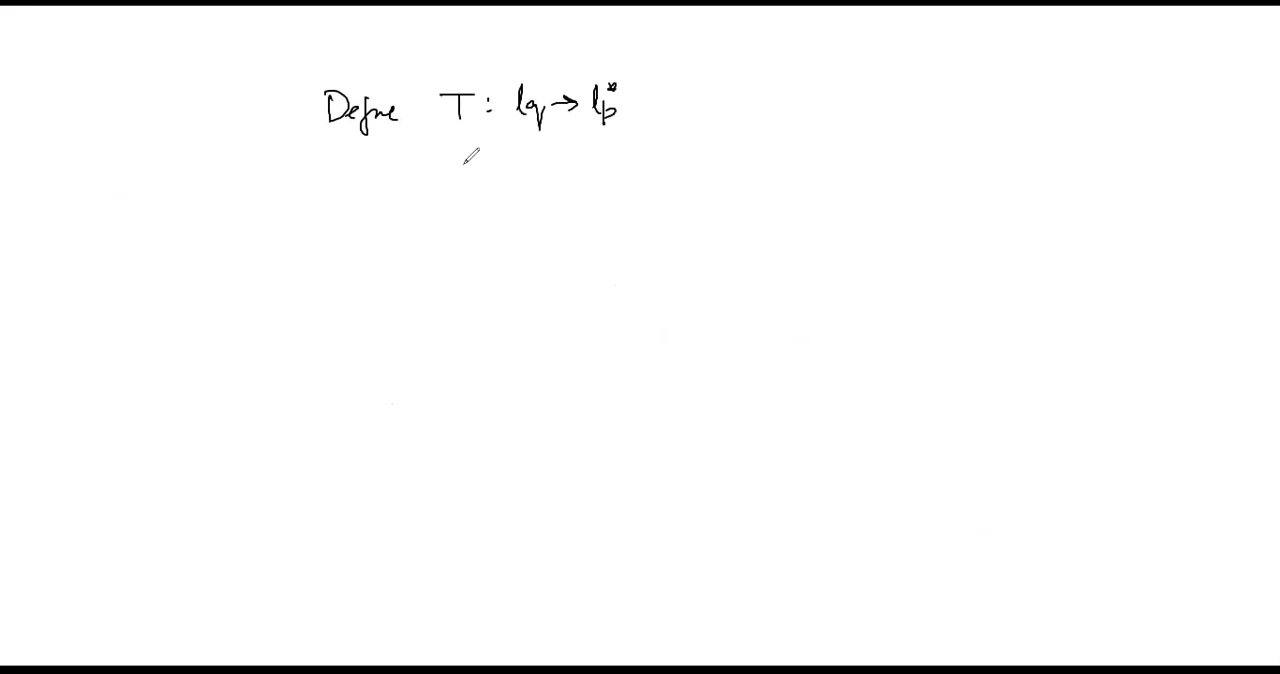 Define T: lq → lp*